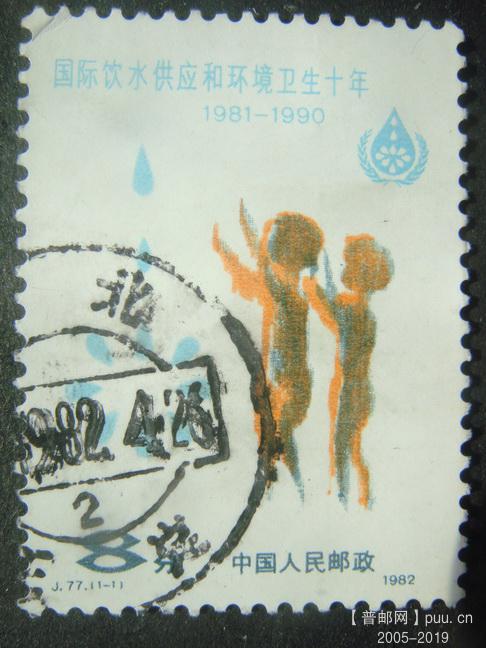 国际饮水供应和环境卫生十年
1981-1990
北
1982.4.26
2
京
8分
中国人民邮政
J.77.(1-1)
1982
【普邮网】puu.cn
2005-2019